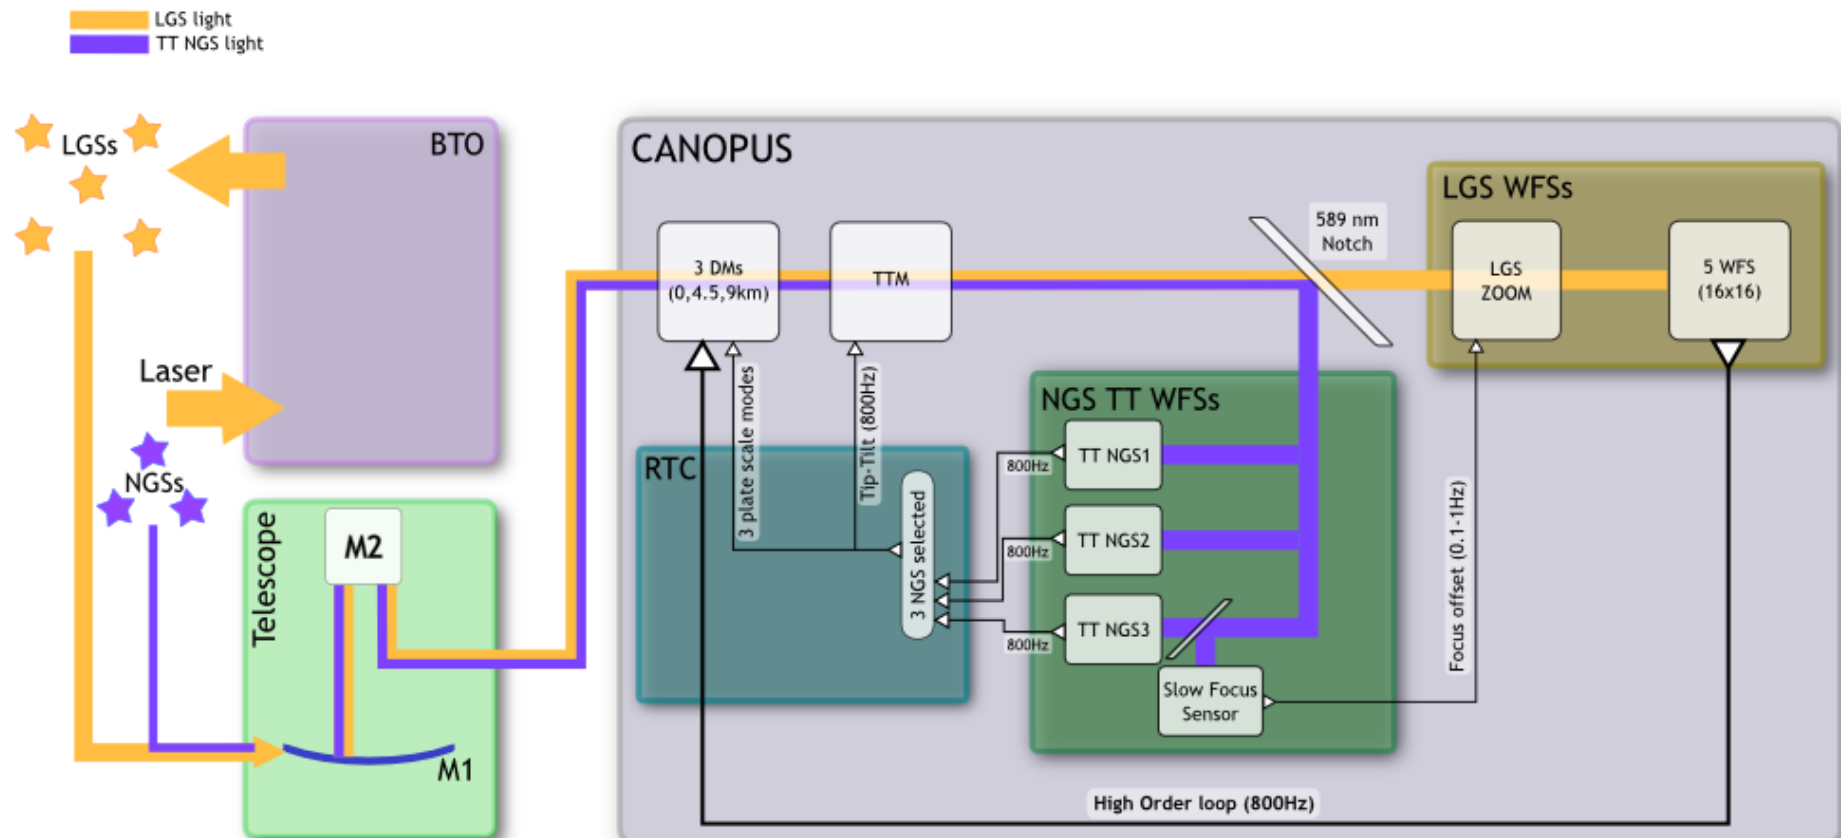 LGS light
TT NGS light
LGSs
BTO
Laser
NGSs
Telescope
M2
M1
CANOPUS
3 DMs
(0,4.5,9km)
TTM
589 nm
Notch
LGS WFSs
LGS
ZOOM
5 WFS
(16x16)
3 plate scale modes
Tip-Tilt (800Hz)
RTC
3 NGS selected
NGS TT WFSs
800Hz
TT NGS1
800Hz
TT NGS2
800Hz
TT NGS3
Slow Focus
Sensor
Focus offset (0.1-1Hz)
High Order loop (800Hz)